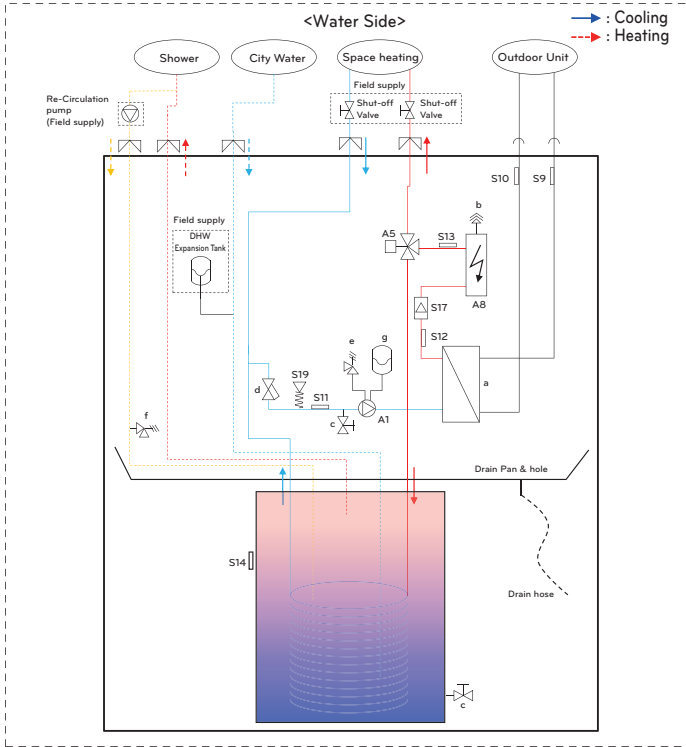 <Water Side>
: Cooling
: Heating
Shower
City Water
Space heating
Outdoor Unit
Re-Circulation
pump
(Field supply)
Field supply
Shut-off
Valve
Shut-off
Valve
S10
S9
Field supply
DHW
Expansion Tank
b
A5
S13
A8
S17
S12
e
g
S19
d
S11
a
c
A1
f
Drain Pan & hole
S14
Drain hose
c